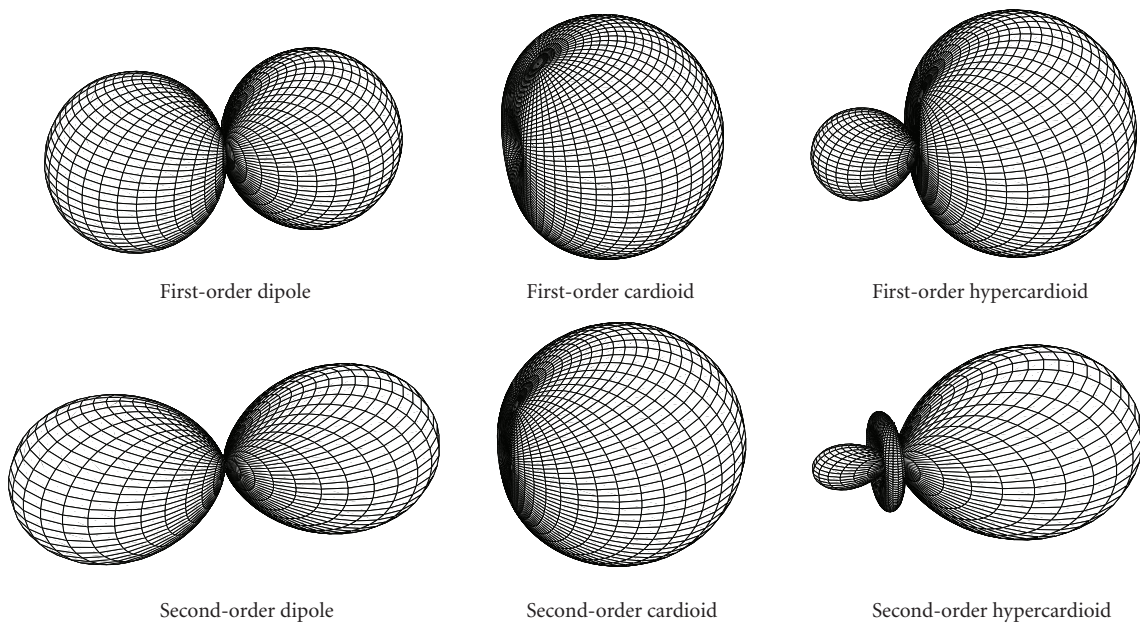 First-order dipole
First-order cardioid
First-order hypercardioid
Second-order dipole
Second-order cardioid
Second-order hypercardioid